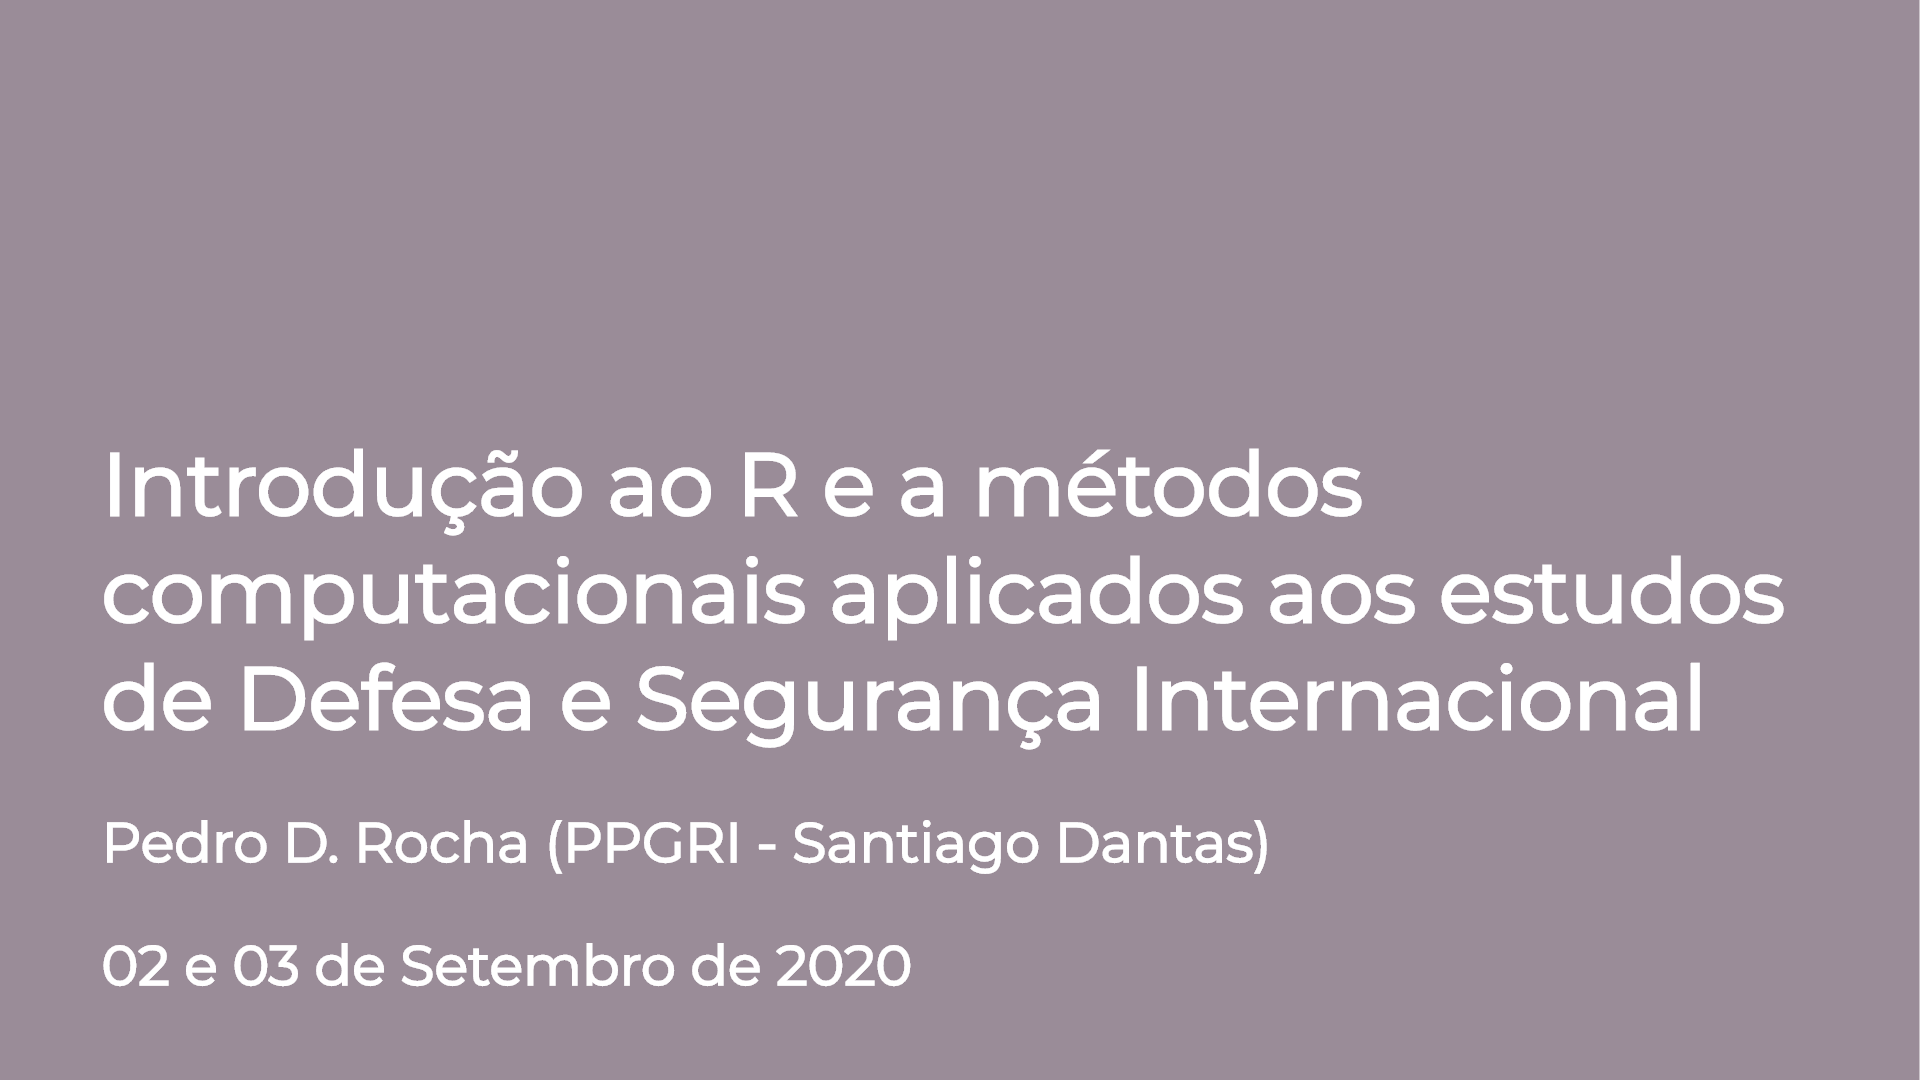 Introdução ao R e a métodos
computacionais aplicados aos estudos
de Defesa e Segurança Internacional
Pedro D. Rocha (PPGRI - Santiago Dantas)
02 e 03 de Setembro de 2020